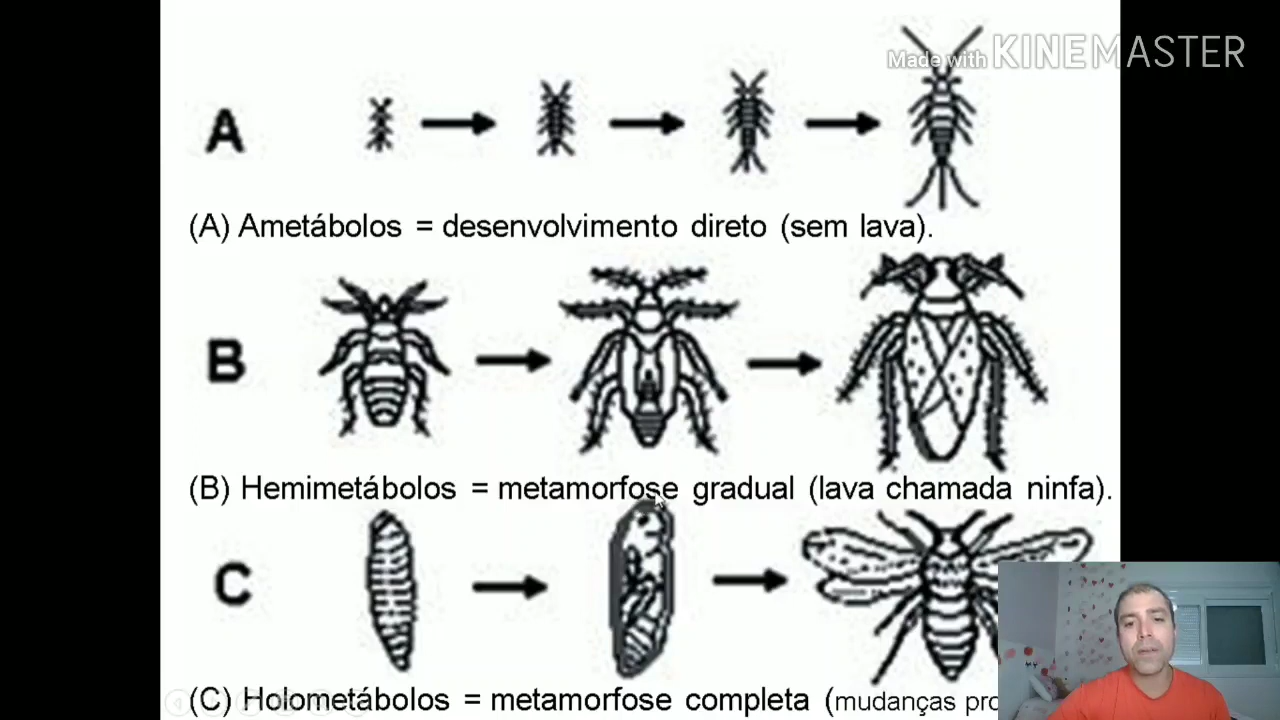 Made with KINEMASTER
A
(A) Ametábolos = desenvolvimento direto (sem lava).
B
(B) Hemimetábolos = metamorfose gradual (lava chamada ninfa).
C
(C) Holometábolos = metamorfose completa (mudanças pro